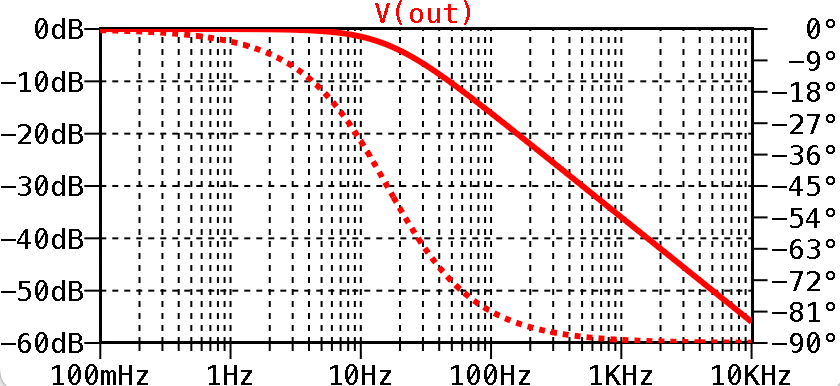 V(out)
0dB
-10dB
-20dB
-30dB
-40dB
-50dB
-60dB
0°
-9°
-18°
-27°
-36°
-45°
-54°
-63°
-72°
-81°
-90°
100mHz 1Hz 10Hz 100Hz 1KHz 10KHz